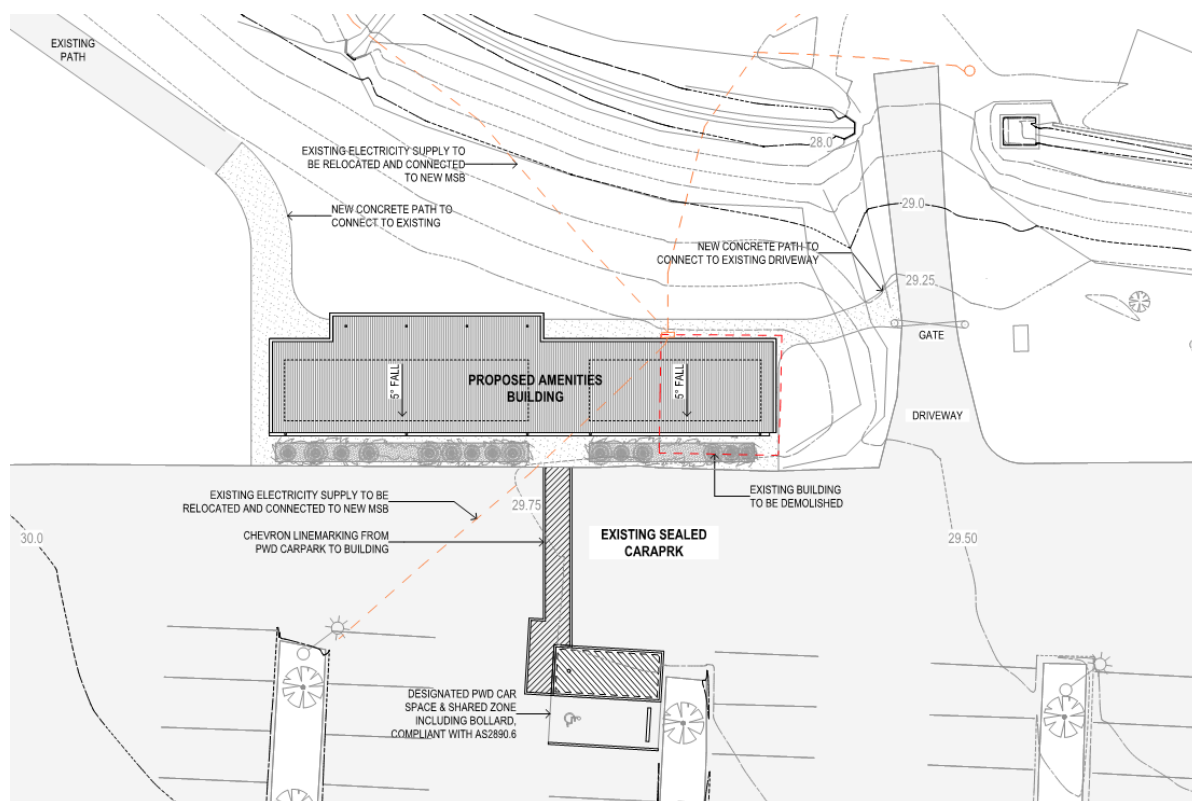 EXISTING
PATH
EXISTING ELECTRICITY SUPPLY TO
BE RELOCATED AND CONNECTED
TO NEW MSB
28.0
NEW CONCRETE PATH TO
CONNECT TO EXISTING
29.0
NEW CONCRETE PATH TO
CONNECT TO EXISTING DRIVEWAY
29.25
GATE
5° FALL
PROPOSED AMENITIES
BUILDING
5° FALL
DRIVEWAY
EXISTING ELECTRICITY SUPPLY TO BE
RELOCATED AND CONNECTED TO NEW MSB
29.75
EXISTING BUILDING
TO BE DEMOLISHED
30.0
CHEVRON LINEMARKING FROM
PWD CARPARK TO BUILDING
EXISTING SEALED
CARAPRK
29.50
DESIGNATED PWD CAR
SPACE & SHARED ZONE
INCLUDING BOLLARD,
COMPLIANT WITH AS2890.6